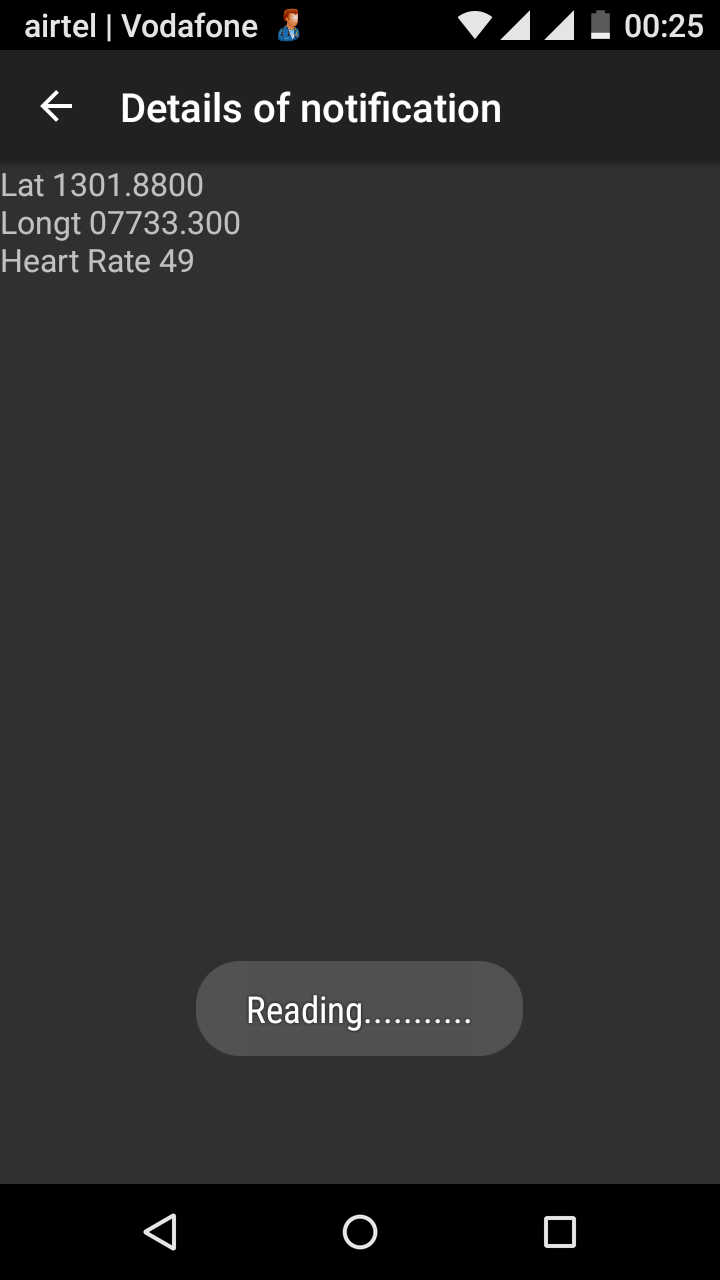 airtel | Vodafone 00:25
Details of notification
Lat 1301.8800
Longt 07733.300
Heart Rate 49
Reading...........